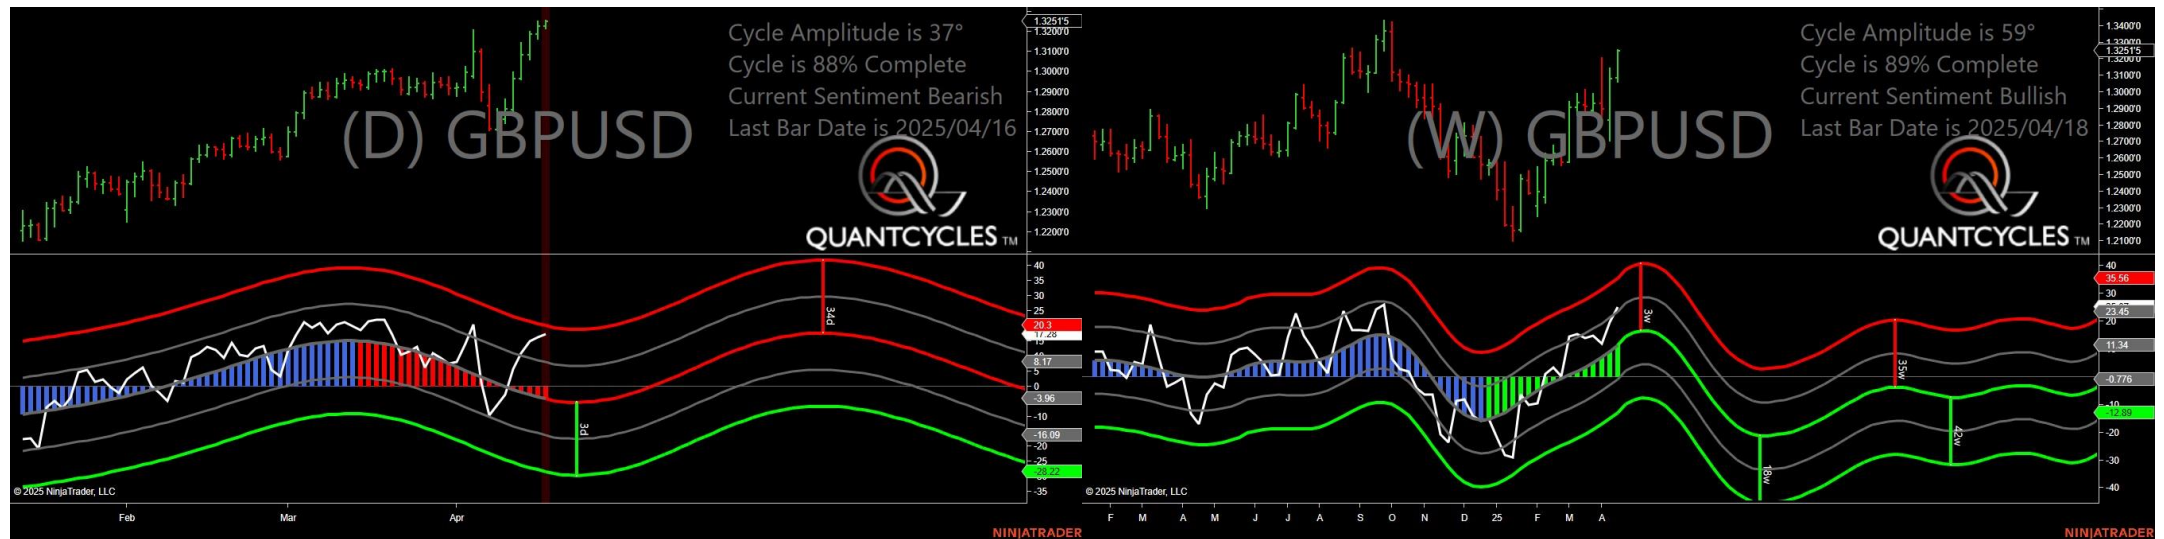 Cycle Amplitude is 37°
Cycle is 88% Complete
Current Sentiment Bearish
Last Bar Date is 2025/04/16
(D) GBPUSD
QUANTCYCLES TM
1.3251'5
1.3200'0
1.3100'0
1.3000'0
1.2900'0
1.2800'0
1.2700'0
1.2600'0
1.2500'0
1.2400'0
1.2300'0
1.2200'0
40
35
30
25
20.3
17.28
15
8.17
5
0
-3.96
-10
-16.09
-20
-25
-28.22
-35
34d
3d
© 2025 NinjaTrader, LLC
Feb Mar Apr
NINJATRADER
Cycle Amplitude is 59°
Cycle is 89% Complete
Current Sentiment Bullish
Last Bar Date is 2025/04/18
(W) GBPUSD
QUANTCYCLES TM
1.3400'0
1.3300'0
1.3251'5
1.3200'0
1.3100'0
1.3000'0
1.2900'0
1.2800'0
1.2700'0
1.2600'0
1.2500'0
1.2400'0
1.2300'0
1.2200'0
1.2100'0
40
35.56
30
23.45
20
11.34
-0.776
-10
-12.89
-20
-30
-40
3w
35w
18w
42w
© 2025 NinjaTrader, LLC
F M A M J J A S O N D 25 F M A
NINJATRADER